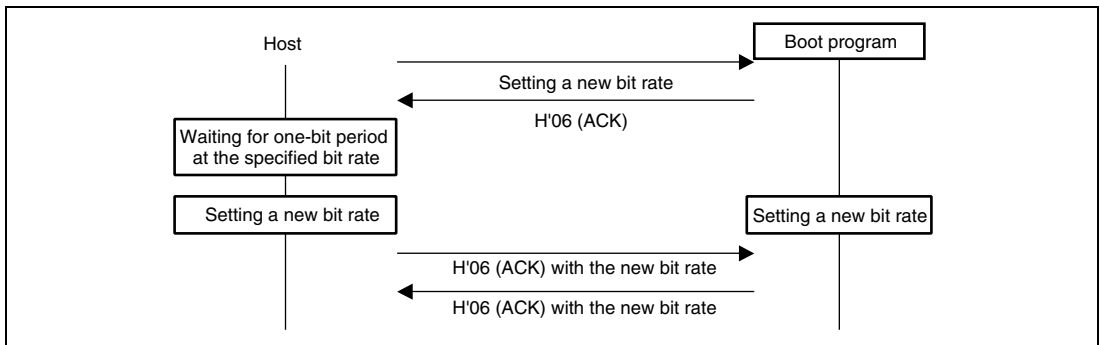 Host
Boot program
Setting a new bit rate
H'06 (ACK)
Waiting for one-bit period
at the specified bit rate
Setting a new bit rate
Setting a new bit rate
H'06 (ACK) with the new bit rate
H'06 (ACK) with the new bit rate